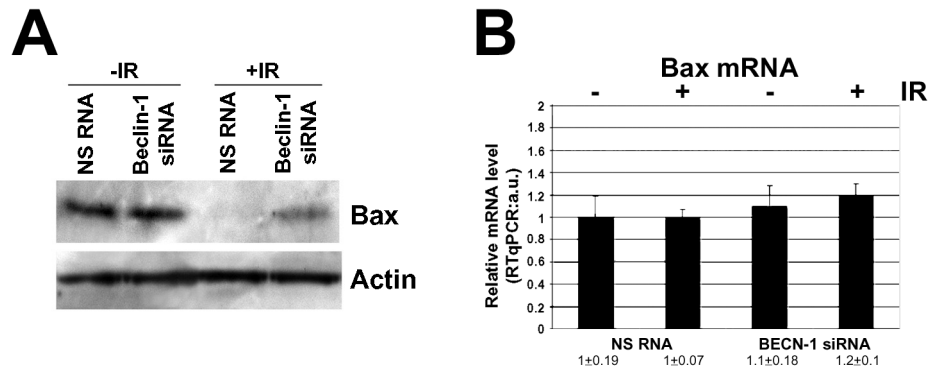 A
-IR
+IR
NS RNA
Beclin-1
siRNA
NS RNA
Beclin-1
siRNA
Bax
Actin
B
Bax mRNA
- + - + IR
Relative mRNA level
(RTqPCR:a.u.)
2
1.8
1.6
1.4
1.2
1
0.8
0.6
0.4
0.2
0
NS RNA BECN-1 siRNA
1±0.19 1±0.07 1.1±0.18 1.2±0.1